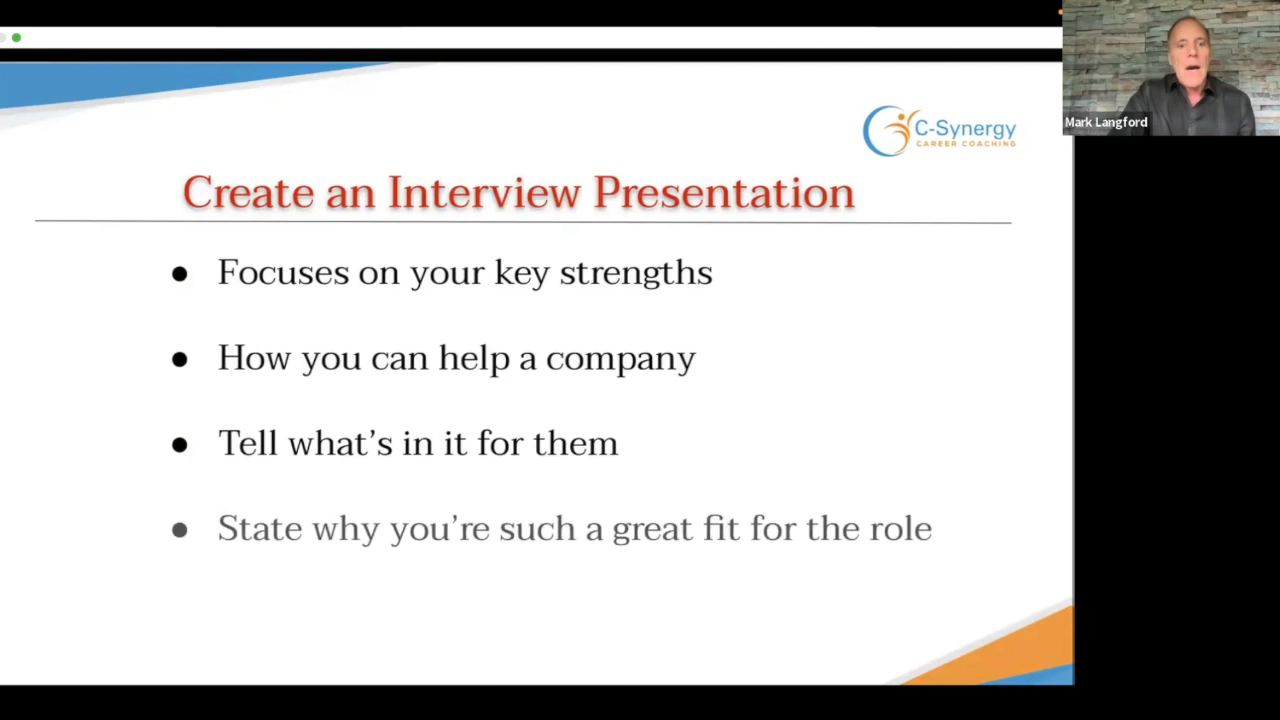 C-Synergy
CAREER COACHING
Mark Langford
Create an Interview Presentation
● Focuses on your key strengths
● How you can help a company
● Tell what’s in it for them
● State why you’re such a great fit for the role